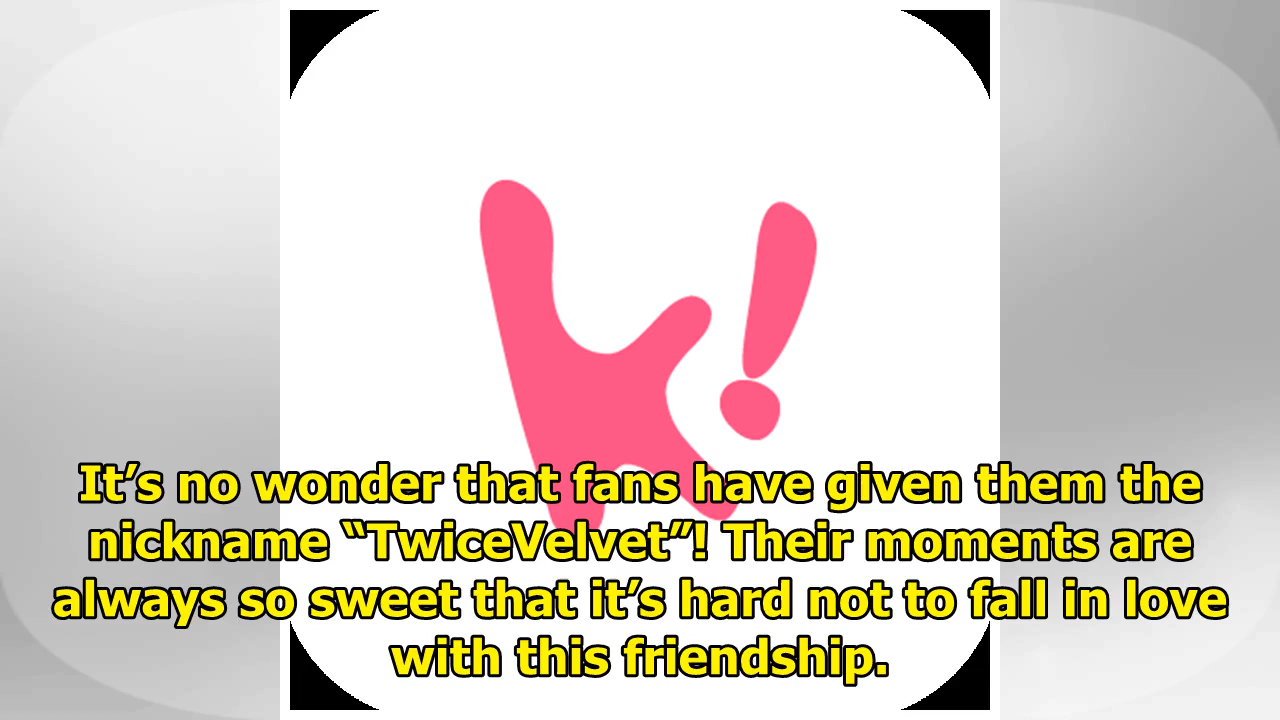 k!
It’s no wonder that fans have given them the
nickname “TwiceVelvet”! Their moments are
always so sweet that it’s hard not to fall in love
with this friendship.